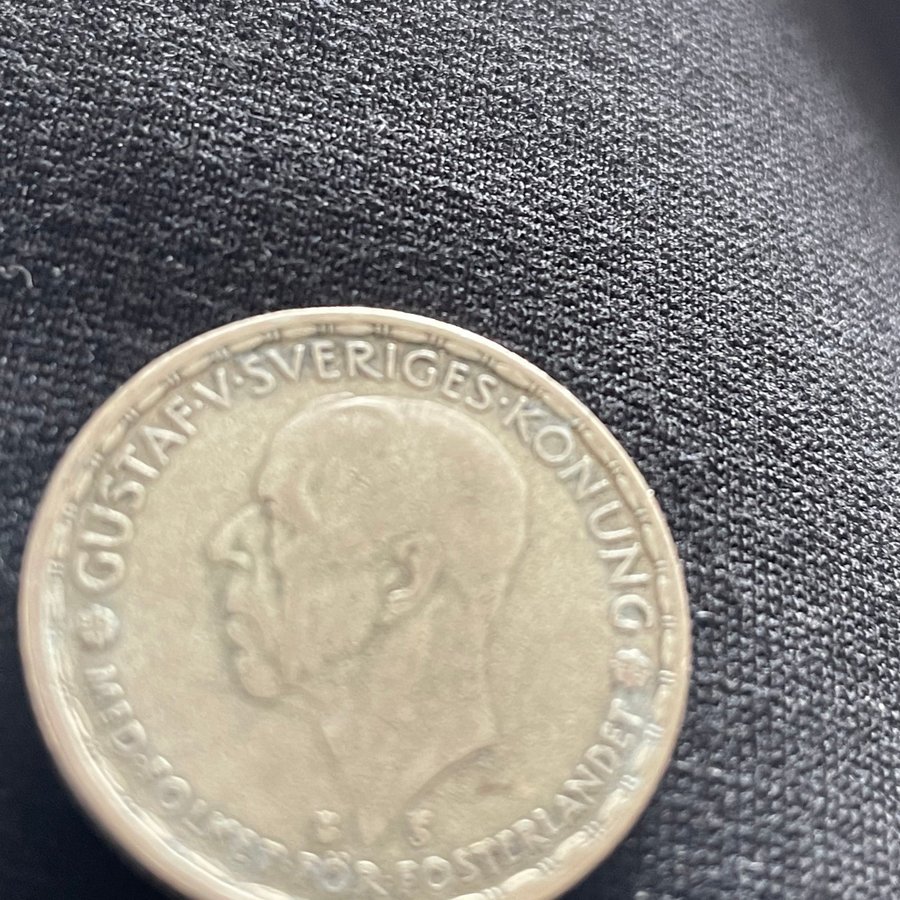 GUSTAF·V·SVERIGES·KONUNG
MED·FOLKET·FÖR·FOSTERLANDET